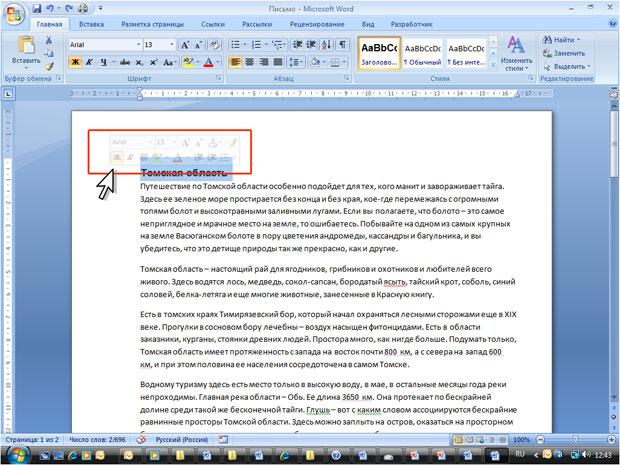 Письмо - Microsoft Word
Главная Вставка Разметка страницы Ссылки Рассылки Рецензирование Вид Разработчик
Arial 13
Вставить
Ж К Ч abc x₂ x² Aa
AaBbCc AaBbCcDc AaBbCcDc
Заголово... ¶ Обычный ¶ Без инте...
Изменить стили
Найти
Заменить
Выделить
Буфер обмена Шрифт Абзац Стили Редактирование
Arial 13
Ж К
Томская область
Путешествие по Томской области особенно подойдет для тех, кого манит и завораживает тайга.
Здесь ее зеленое море простирается без конца и без края, кое-где перемежаясь с огромными
топями болот и высокотравными заливными лугами. Если вы полагаете, что болото – это самое
неприглядное и мрачное место на земле, то ошибаетесь. Побывайте на одном из самых крупных
на земле Васюганском болоте в пору цветения андромеды, кассандры и багульника, и вы
убедитесь, что это детище природы так же прекрасно, как и другие.
Томская область – настоящий рай для ягодников, грибников и охотников и любителей всего
живого. Здесь водятся лось, медведь, сокол-сапсан, бородатый ясыть, тайский крот, соболь, синий
соловей, белка-летяга и еще многие животные, занесенные в Красную книгу.
Есть в томских краях Тимирязевский бор, который начал охраняться лесными сторожами еще в XIX
веке. Прогулки в сосновом бору лечебны – воздух насыщен фитонцидами. Есть в области
заказники, курганы, стоянки древних людей. Простора много, как нигде больше. Подумать только,
Томская область имеет протяженность с запада на восток почти 800 км, а с севера на запад 600
км, и при этом половина ее населения сосредоточена в самом Томске.
Водному туризму здесь есть место только в высокую воду, в мае, в остальные месяцы года реки
непроходимы. Главная река области – Обь. Ее длина 3650 км. Она протекает по бескрайней
долине среди такой же бесконечной тайги. Глушь – вот с каким словом ассоциируются бескрайние
равнинные просторы Томской области. Здесь можно заплыть на остров, оказаться на просторном
Страница: 1 из 2 Число слов: 2/696 Русский (Россия) 100%
RU 12:43